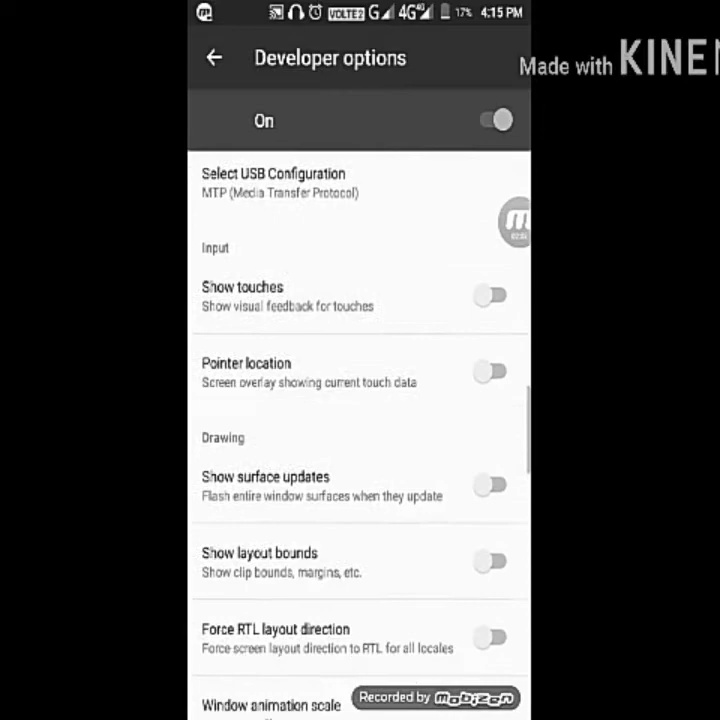 VOLTE2 G 4G 4G 17% 4:15 PM
Developer options
Made with KINEN
On
Select USB Configuration
MTP (Media Transfer Protocol)
Input
Show touches
Show visual feedback for touches
Pointer location
Screen overlay showing current touch data
Drawing
Show surface updates
Flash entire window surfaces when they update
Show layout bounds
Show clip bounds, margins, etc.
Force RTL layout direction
Force screen layout direction to RTL for all locales
Window animation scale
Recorded by mobizen